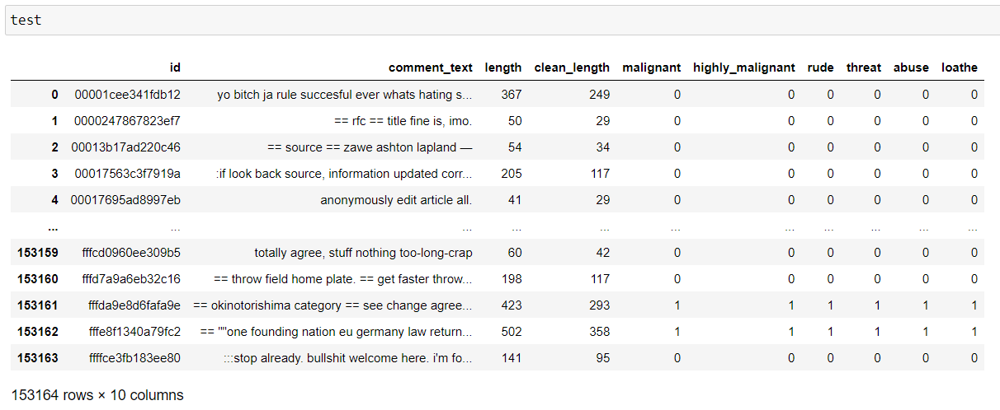 test
id comment_text length clean_length malignant highly_malignant rude threat abuse loathe
0 00001cee341fdb12 yo bitch ja rule succesful ever whats hating s... 367 249 0 0 0 0 0 0
1 0000247867823ef7 == rfc == title fine is, imo. 50 29 0 0 0 0 0 0
2 00013b17ad220c46 == source == zawe ashton lapland — 54 34 0 0 0 0 0 0
3 00017563c3f7919a :if look back source, information updated corr... 205 117 0 0 0 0 0 0
4 00017695ad8997eb anonymously edit article all. 41 29 0 0 0 0 0 0
... ... ... ... ... ... ... ... ... ... ...
153159 fffcd0960ee309b5 totally agree, stuff nothing too-long-crap 60 42 0 0 0 0 0 0
153160 fffd7a9a6eb32c16 == throw field home plate. == get faster throw... 198 117 0 0 0 0 0 0
153161 fffda9e8d6fafa9e == okinotorishima category == see change agree... 423 293 1 1 1 1 1 1
153162 fffe8f1340a79fc2 == ""one founding nation eu germany law return... 502 358 1 1 1 1 1 1
153163 ffffce3fb183ee80 :::stop already. bullshit welcome here. i'm fo... 141 95 0 0 0 0 0 0
153164 rows × 10 columns